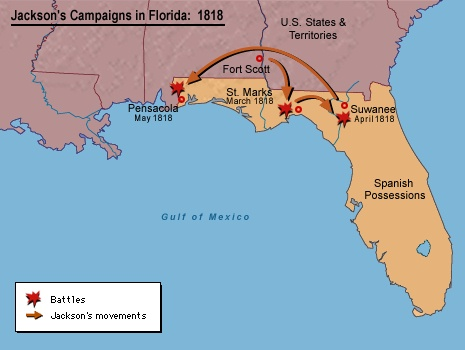 Jackson's Campaigns in Florida: 1818
U.S. States &
Territories
Fort Scott
St. Marks
March 1818
Pensacola
May 1818
Suwanee
April 1818
Spanish
Possessions
Gulf of Mexico
Battles
Jackson's movements